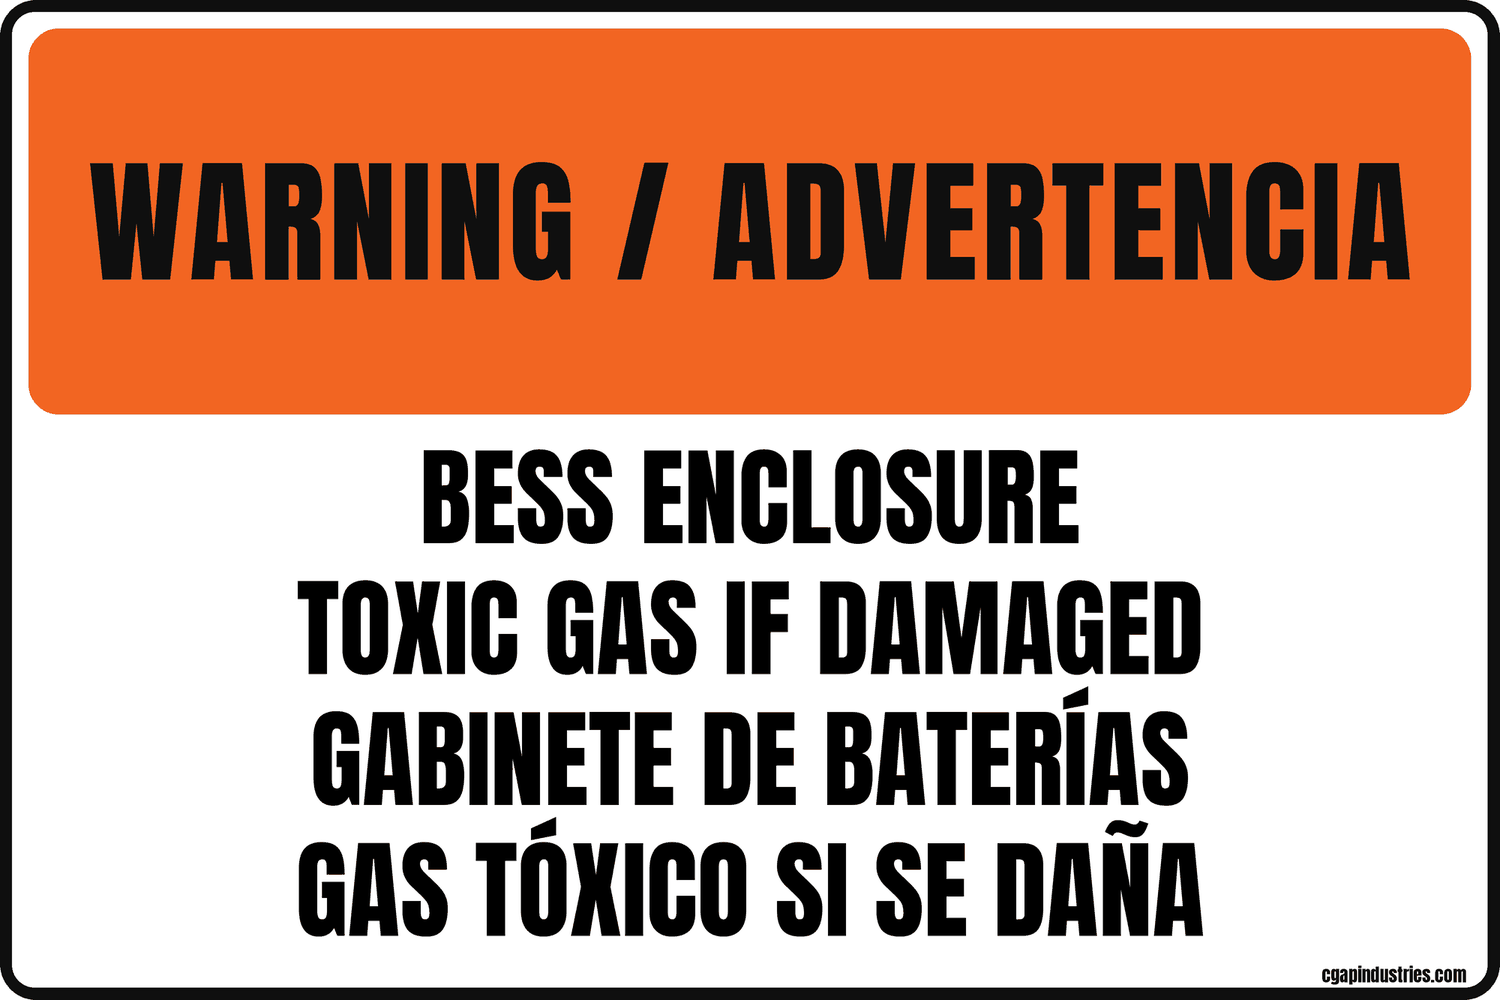 WARNING / ADVERTENCIA
BESS ENCLOSURE
TOXIC GAS IF DAMAGED
GABINETE DE BATERÍAS
GAS TÓXICO SI SE DAÑA
cgapindustries.com